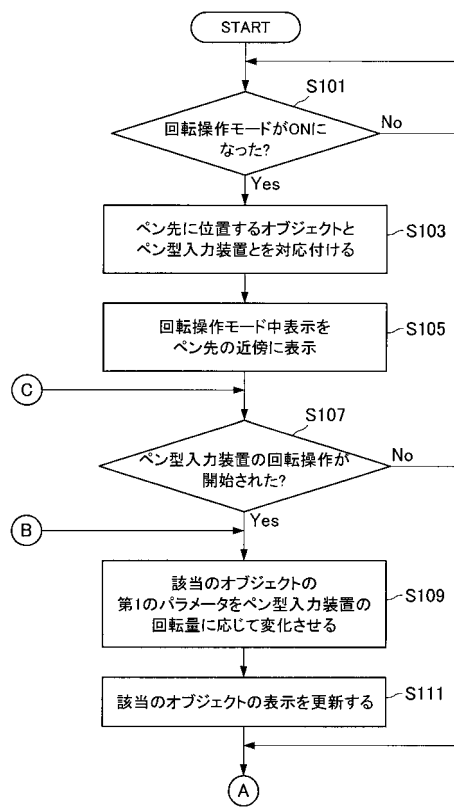 START
S101
回転操作モードがONに
なった?
No
Yes
ペン先に位置するオブジェクトと
ペン型入力装置とを対応付ける
S103
回転操作モード中表示を
ペン先の近傍に表示
S105
C
S107
ペン型入力装置の回転操作が
開始された?
No
Yes
B
該当のオブジェクトの
第1のパラメータをペン型入力装置の
回転量に応じて変化させる
S109
該当のオブジェクトの表示を更新する
S111
A